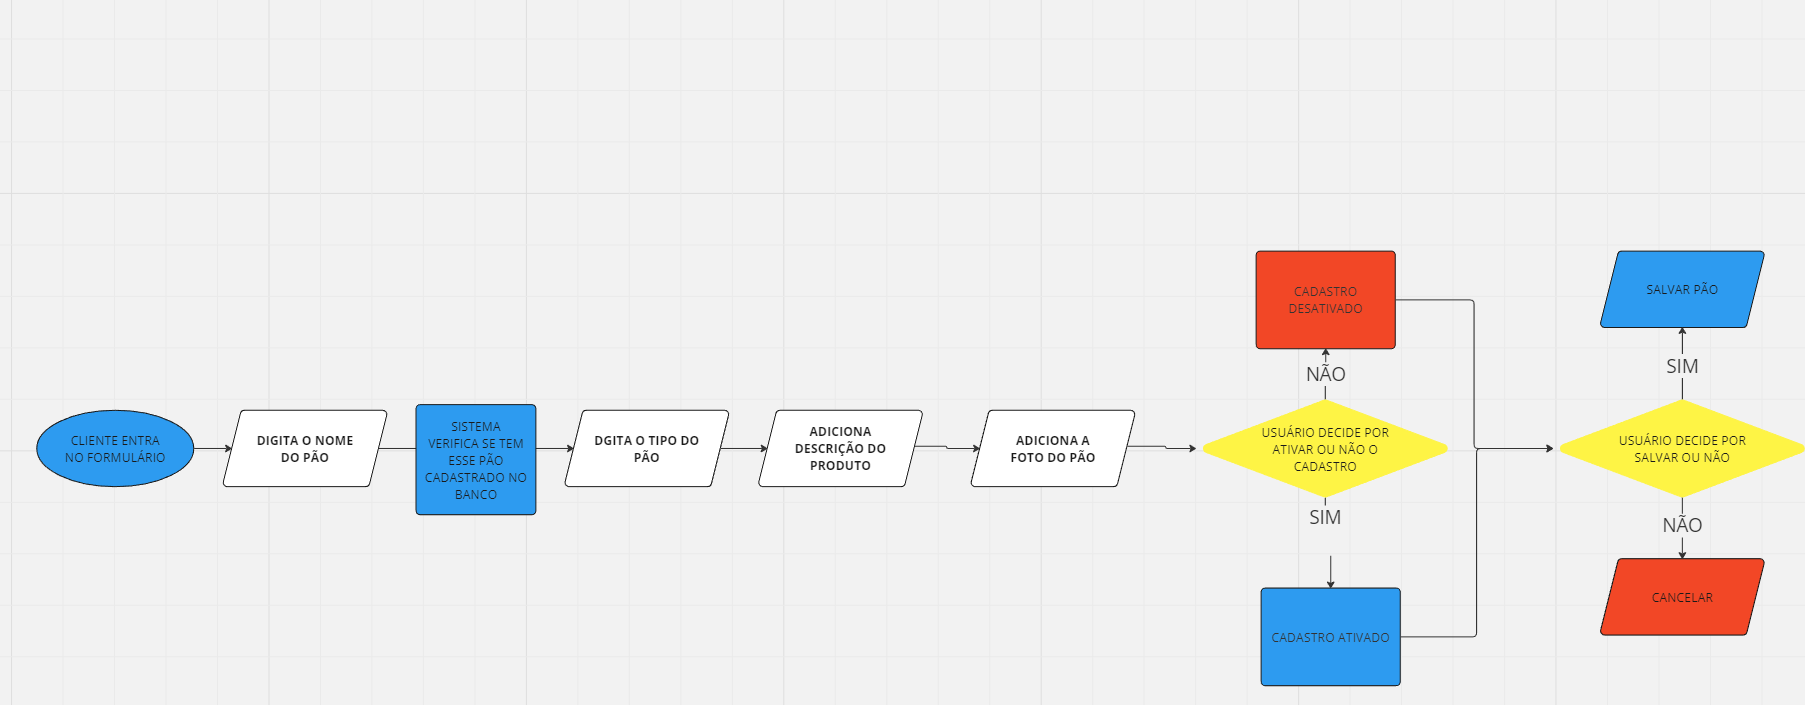 CLIENTE ENTRA
NO FORMULÁRIO
DIGITA O NOME
DO PÃO
SISTEMA
VERIFICA SE TEM
ESSE PÃO
CADASTRADO NO
BANCO
DGITA O TIPO DO
PÃO
ADICIONA
DESCRIÇÃO DO
PRODUTO
ADICIONA A
FOTO DO PÃO
USUÁRIO DECIDE POR
ATIVAR OU NÃO O
CADASTRO
NÃO
CADASTRO
DESATIVADO
SIM
CADASTRO ATIVADO
USUÁRIO DECIDE POR
SALVAR OU NÃO
SIM
SALVAR PÃO
NÃO
CANCELAR